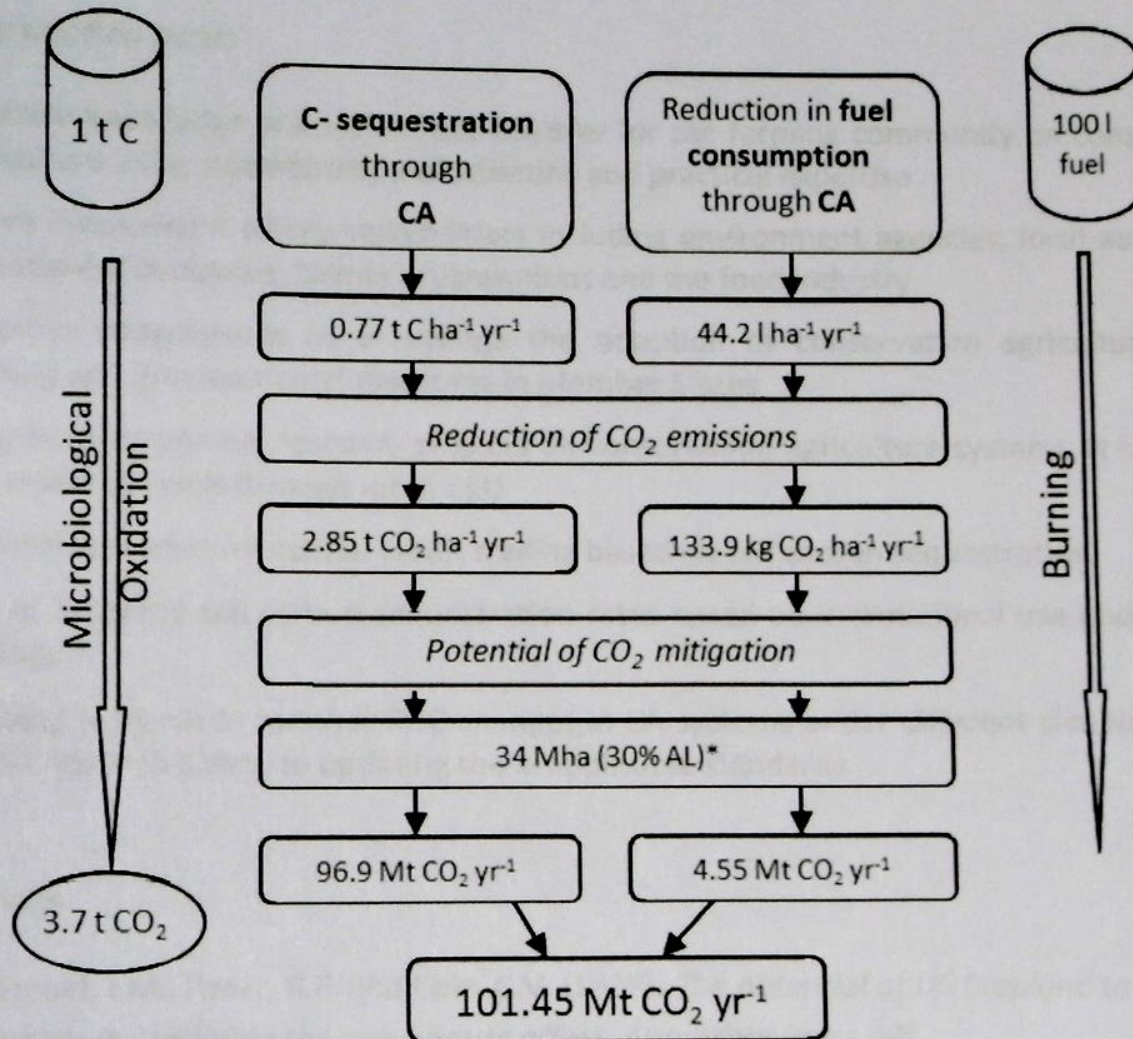 1 t C
C- sequestration
through
CA
Reduction in fuel
consumption
through CA
100 l
fuel
0.77 t C ha⁻¹ yr⁻¹
44.2 l ha⁻¹ yr⁻¹
Reduction of CO₂ emissions
Microbiological
Oxidation
Burning
2.85 t CO₂ ha⁻¹ yr⁻¹
133.9 kg CO₂ ha⁻¹ yr⁻¹
Potential of CO₂ mitigation
34 Mha (30% AL)*
96.9 Mt CO₂ yr⁻¹
4.55 Mt CO₂ yr⁻¹
3.7 t CO₂
101.45 Mt CO₂ yr⁻¹